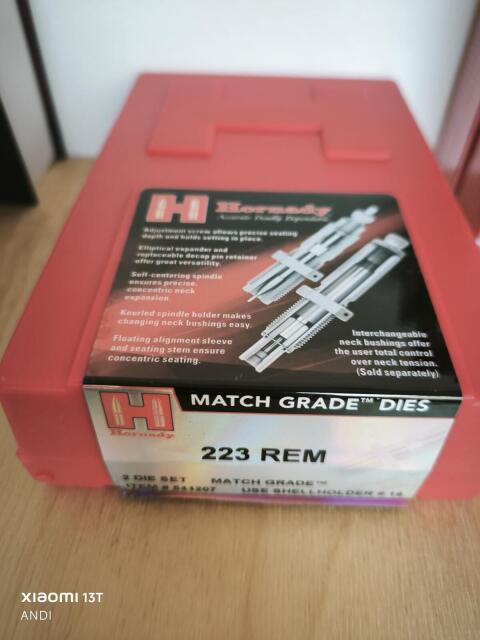 H Hornady
Accurate. Deadly. Dependable.
Adjustment screw allows precise seating
depth and holds setting in place.
Elliptical expander and
replaceable decap pin retainer
offer great versatility.
Self-centering spindle
ensures precise,
concentric neck
expansion.
Knurled spindle holder makes
changing neck bushings easy.
Floating alignment sleeve
and seating stem ensure
concentric seating.
Interchangeable
neck bushings offer
the user total control
over neck tension.
(Sold separately)
H
Hornady
MATCH GRADE™ DIES
223 REM
2 DIE SET MATCH GRADE™
ITEM # 544207 USE SHELLHOLDER # 16
XIAOMI 13T
ANDI